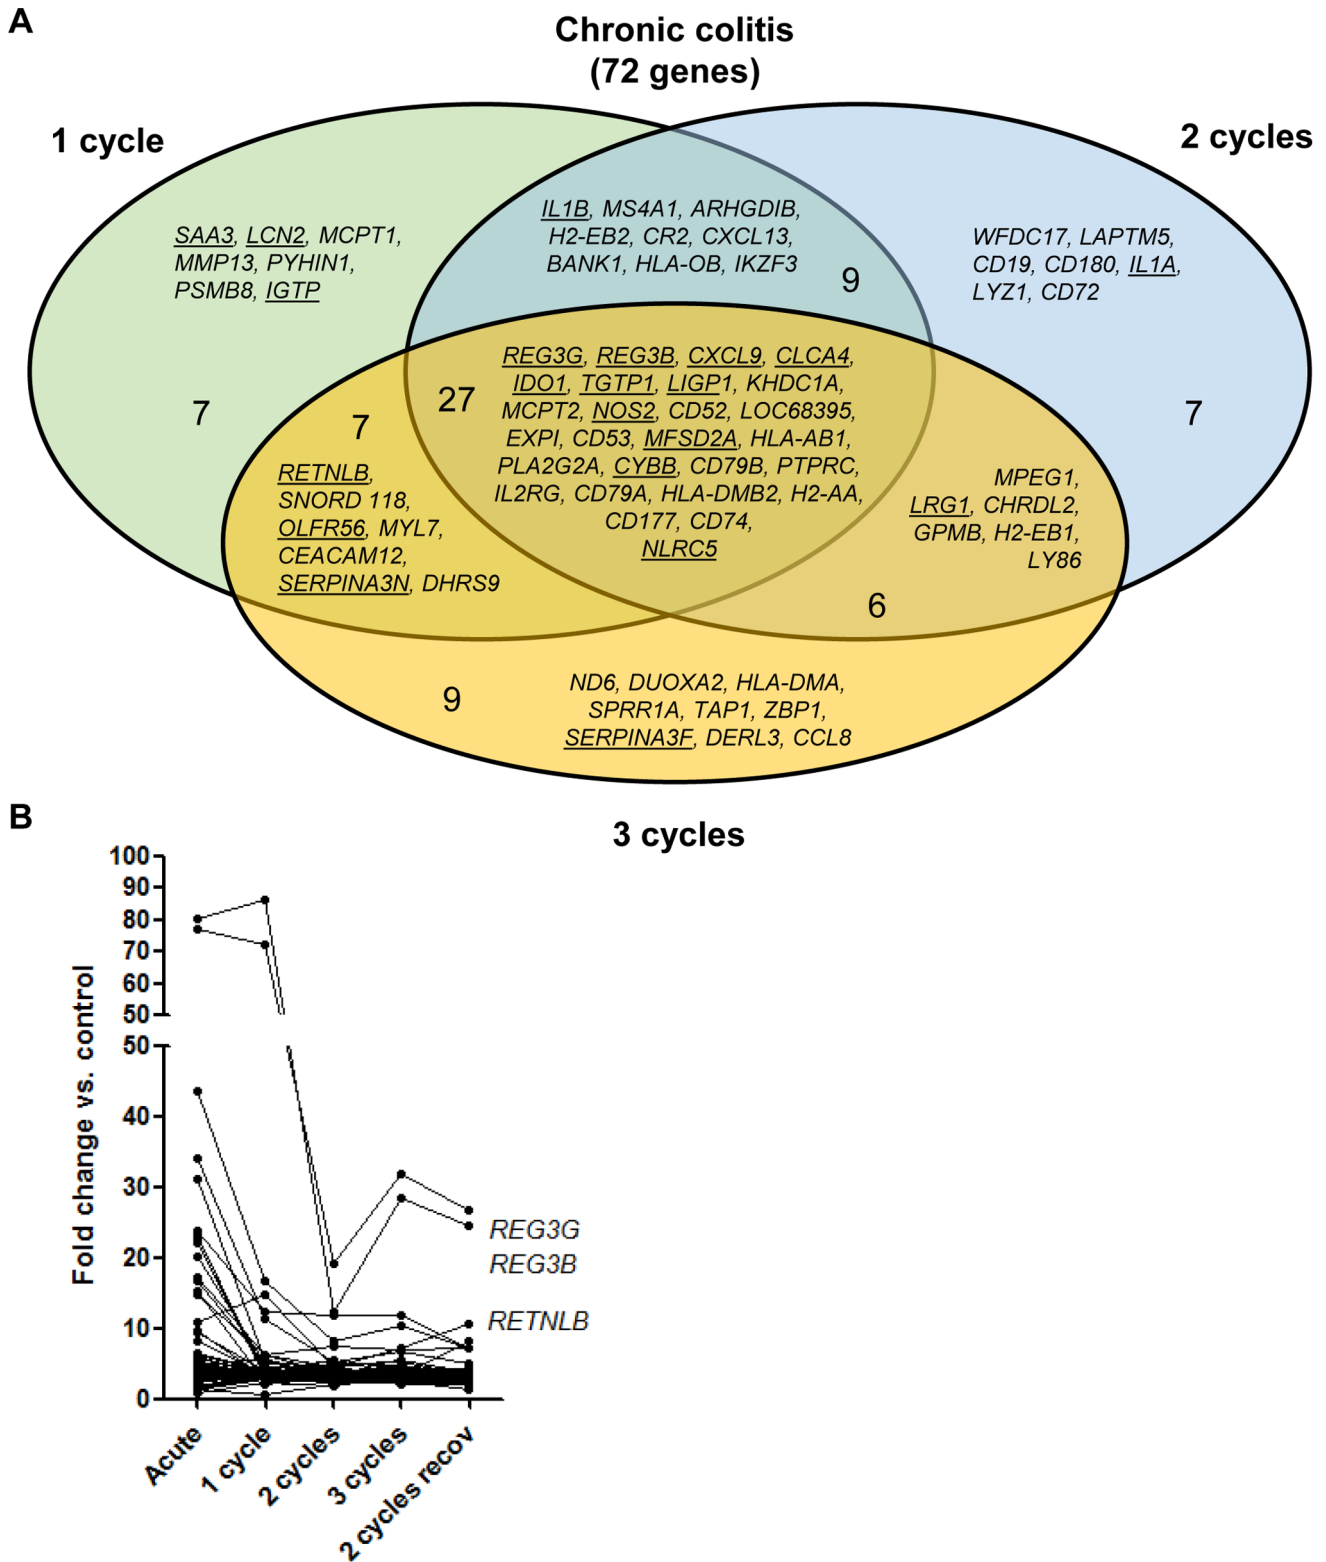 A
Chronic colitis
(72 genes)
1 cycle
2 cycles
SAA3, LCN2, MCPT1,
MMP13, PYHIN1,
PSMB8, IGTP
7
IL1B, MS4A1, ARHGDIB,
H2-EB2, CR2, CXCL13,
BANK1, HLA-OB, IKZF3
9
WFDC17, LAPTM5,
CD19, CD180, IL1A,
LYZ1, CD72
7
27
REG3G, REG3B, CXCL9, CLCA4,
IDO1, TGTP1, LIGP1, KHDC1A,
MCPT2, NOS2, CD52, LOC68395,
EXPI, CD53, MFSD2A, HLA-AB1,
PLA2G2A, CYBB, CD79B, PTPRC,
IL2RG, CD79A, HLA-DMB2, H2-AA,
CD177, CD74,
NLRC5
7
RETNLB,
SNORD 118,
OLFR56, MYL7,
CEACAM12,
SERPINA3N, DHRS9
MPEG1,
LRG1, CHRDL2,
GPMB, H2-EB1,
LY86
6
9
ND6, DUOXA2, HLA-DMA,
SPRR1A, TAP1, ZBP1,
SERPINA3F, DERL3, CCL8
3 cycles
B
Fold change vs. control
100
90
80
70
60
50
50
40
30
20
10
0
REG3G
REG3B
RETNLB
Acute
1 cycle
2 cycles
3 cycles
2 cycles recov